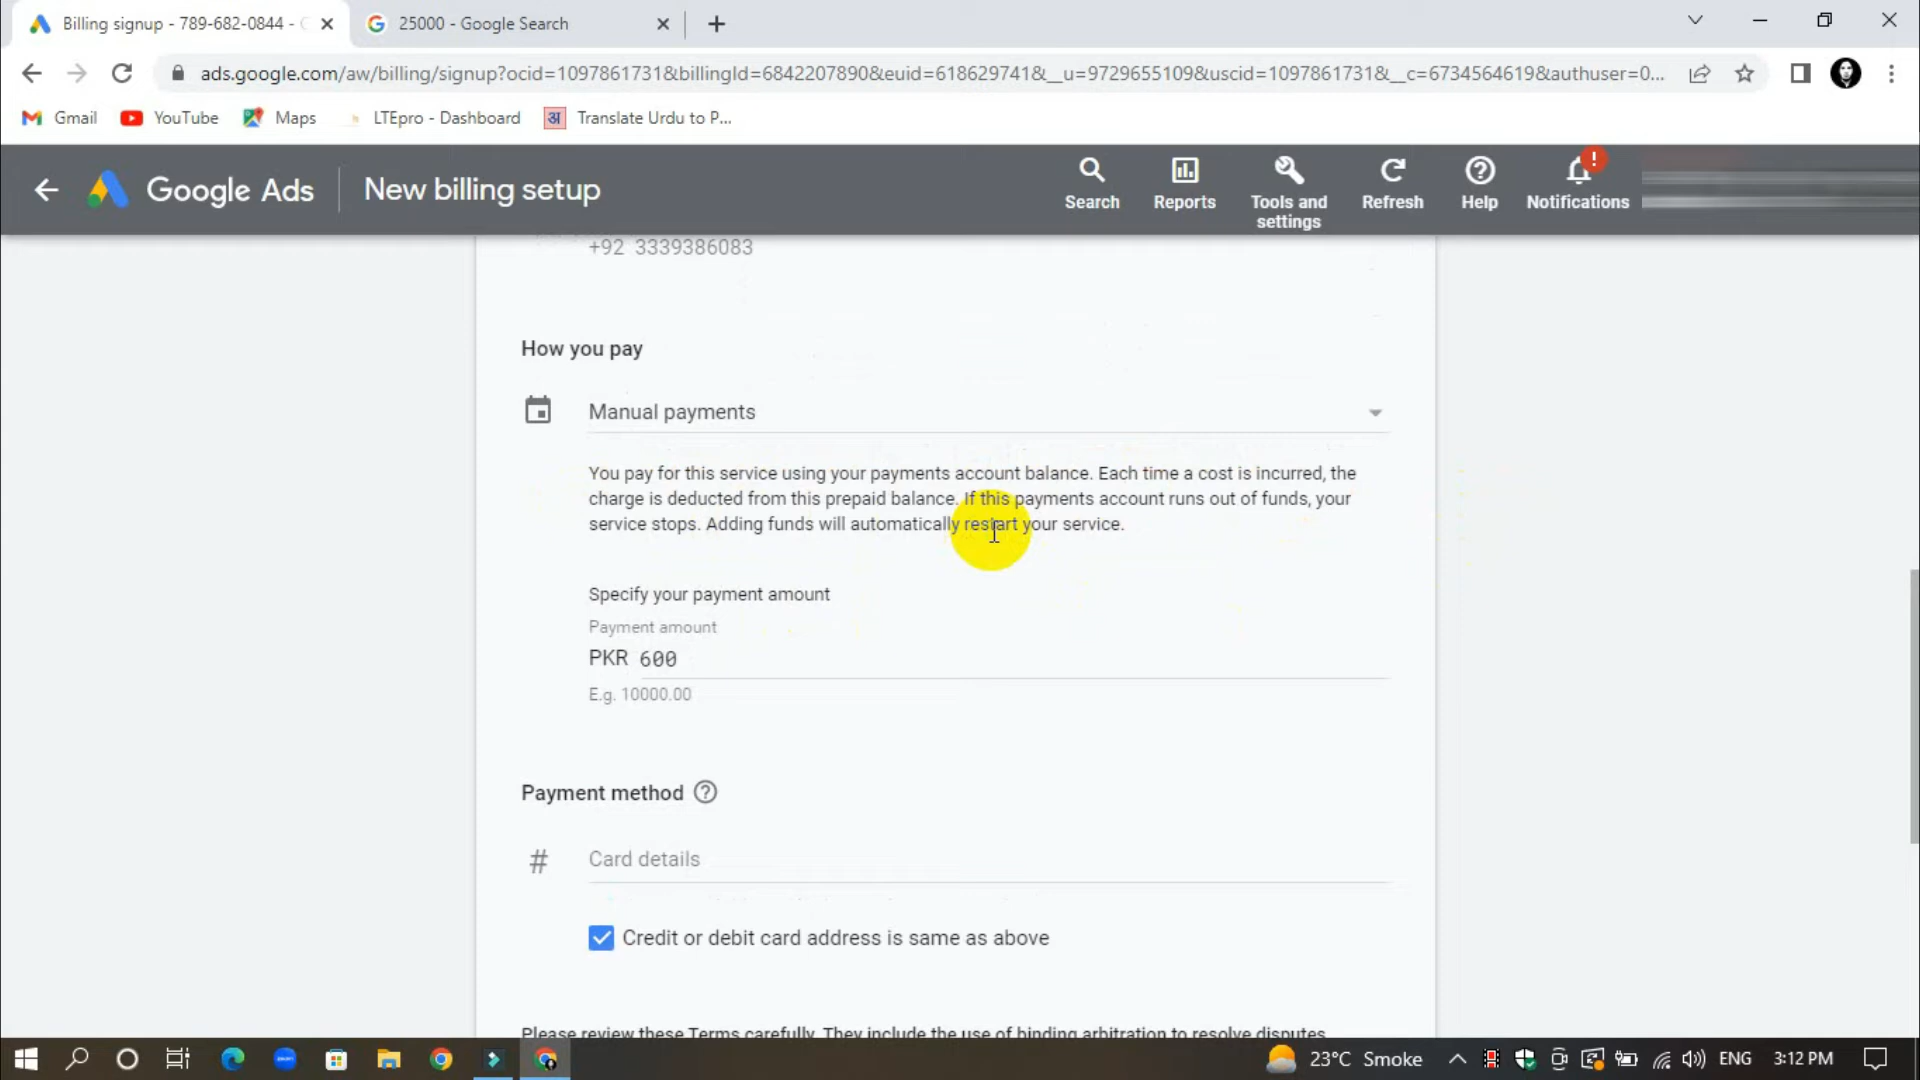 Billing signup - 789-682-0844 -
25000 - Google Search
ads.google.com/aw/billing/signup?ocid=1097861731&billingId=6842207890&euid=618629741&__u=9729655109&uscid=1097861731&__c=6734564619&authuser=0...
Gmail
YouTube
Maps
LTEpro - Dashboard
Translate Urdu to P...
Google Ads
New billing setup
Search
Reports
Tools and
settings
Refresh
Help
Notifications
+92 3339386083
How you pay
Manual payments
You pay for this service using your payments account balance. Each time a cost is incurred, the
charge is deducted from this prepaid balance. If this payments account runs out of funds, your
service stops. Adding funds will automatically restart your service.
Specify your payment amount
Payment amount
PKR 600
E.g. 10000.00
Payment method
# Card details
Credit or debit card address is same as above
Please review these Terms carefully. They include the use of binding arbitration to resolve disputes
23°C Smoke
ENG
3:12 PM